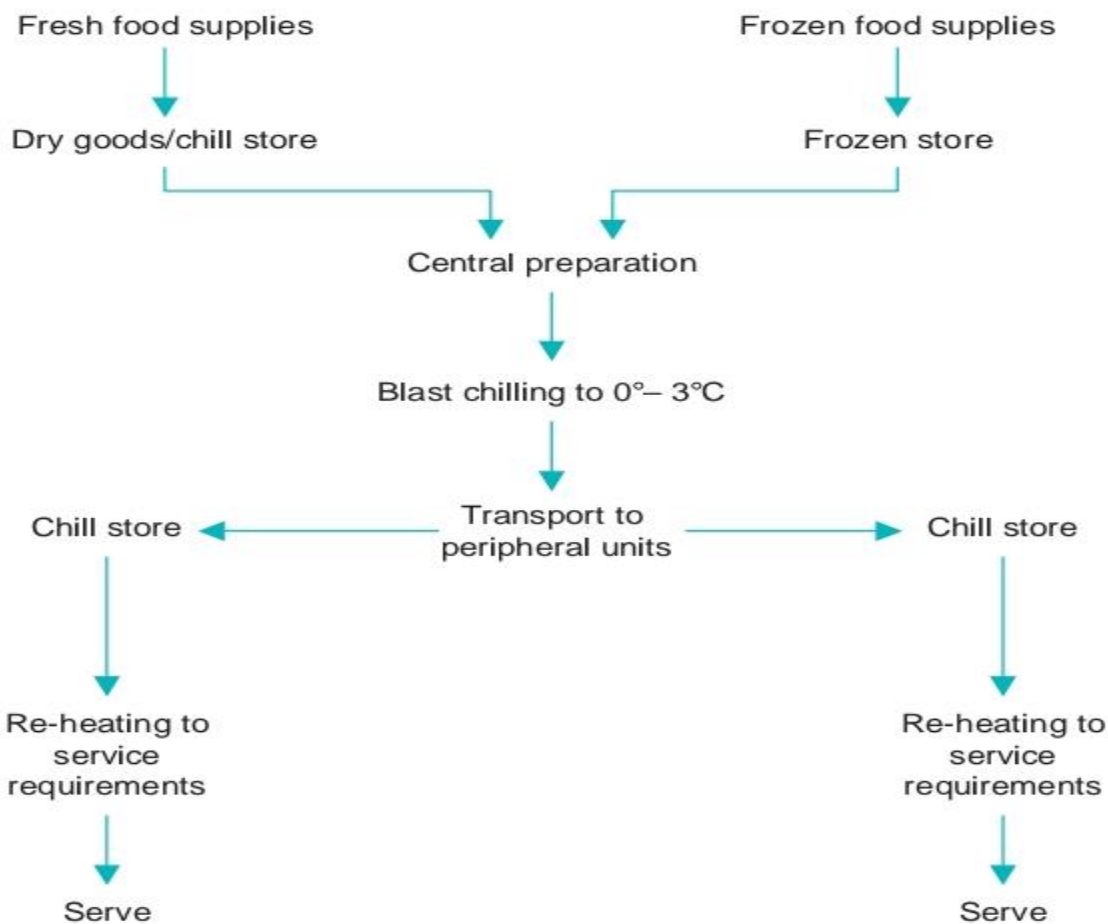 Fresh food supplies
Frozen food supplies
Dry goods/chill store
Frozen store
Central preparation
Blast chilling to 0°– 3°C
Transport to
peripheral units
Chill store
Chill store
Re-heating to
service
requirements
Re-heating to
service
requirements
Serve
Serve